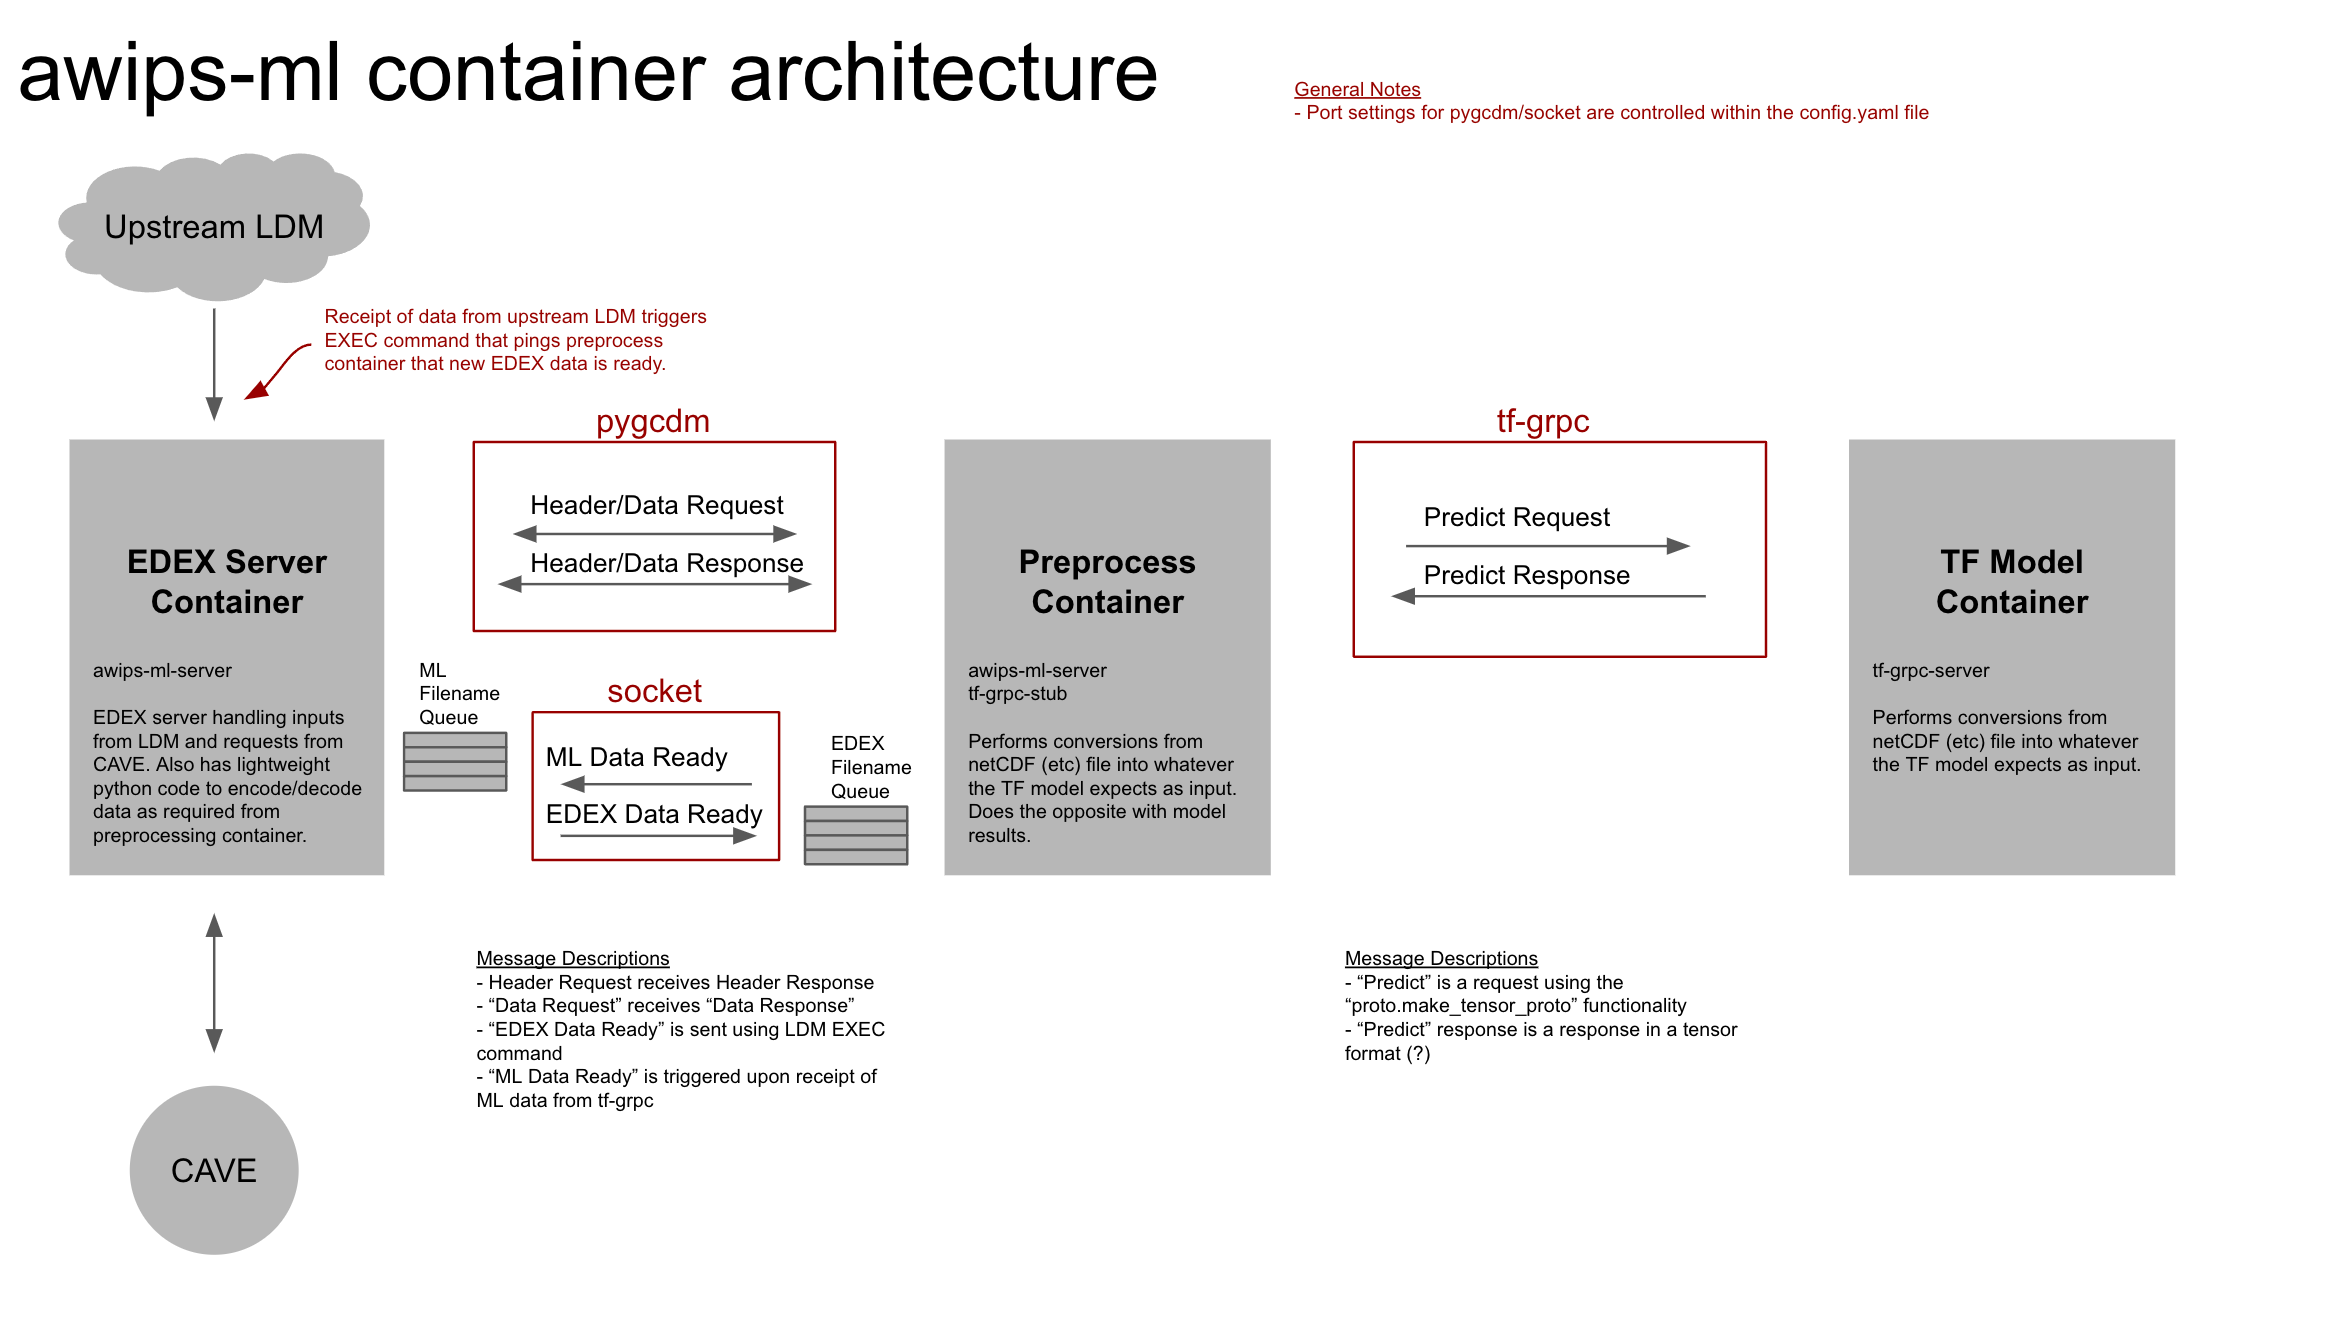 awips-ml container architecture
General Notes
- Port settings for pygcdm/socket are controlled within the config.yaml file
Upstream LDM
Receipt of data from upstream LDM triggers
EXEC command that pings preprocess
container that new EDEX data is ready.
EDEX Server
Container
awips-ml-server
EDEX server handling inputs
from LDM and requests from
CAVE. Also has lightweight
python code to encode/decode
data as required from
preprocessing container.
pygcdm
Header/Data Request
Header/Data Response
ML
Filename
Queue
socket
ML Data Ready
EDEX Data Ready
EDEX
Filename
Queue
Preprocess
Container
awips-ml-server
tf-grpc-stub
Performs conversions from
netCDF (etc) file into whatever
the TF model expects as input.
Does the opposite with model
results.
tf-grpc
Predict Request
Predict Response
TF Model
Container
tf-grpc-server
Performs conversions from
netCDF (etc) file into whatever
the TF model expects as input.
Message Descriptions
- Header Request receives Header Response
- “Data Request” receives “Data Response”
- “EDEX Data Ready” is sent using LDM EXEC
command
- “ML Data Ready” is triggered upon receipt of
ML data from tf-grpc
Message Descriptions
- “Predict” is a request using the
“proto.make_tensor_proto” functionality
- “Predict” response is a response in a tensor
format (?)
CAVE